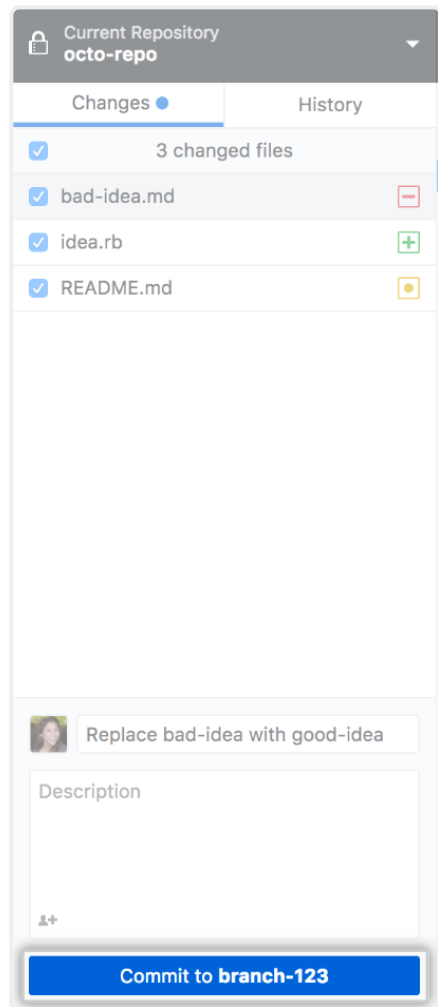 Current Repository
octo-repo
Changes
History
3 changed files
bad-idea.md
idea.rb
README.md
Replace bad-idea with good-idea
Description
Commit to branch-123